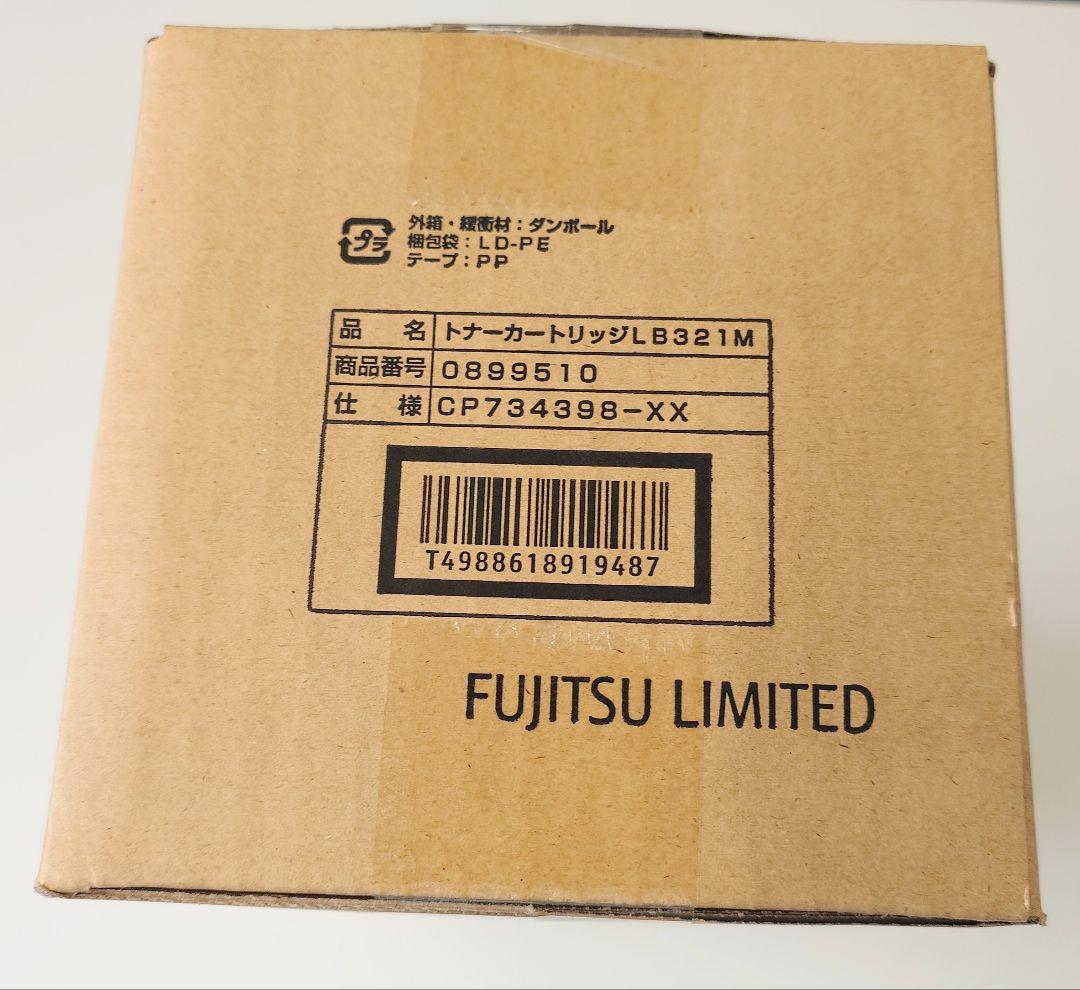 プラ
外箱・緩衝材：ダンボール
梱包袋：LD-PE
テープ：PP
品　名 トナーカートリッジLB321M
商品番号 0899510
仕　様 CP734398-XX
T4988618919487
FUJITSU LIMITED